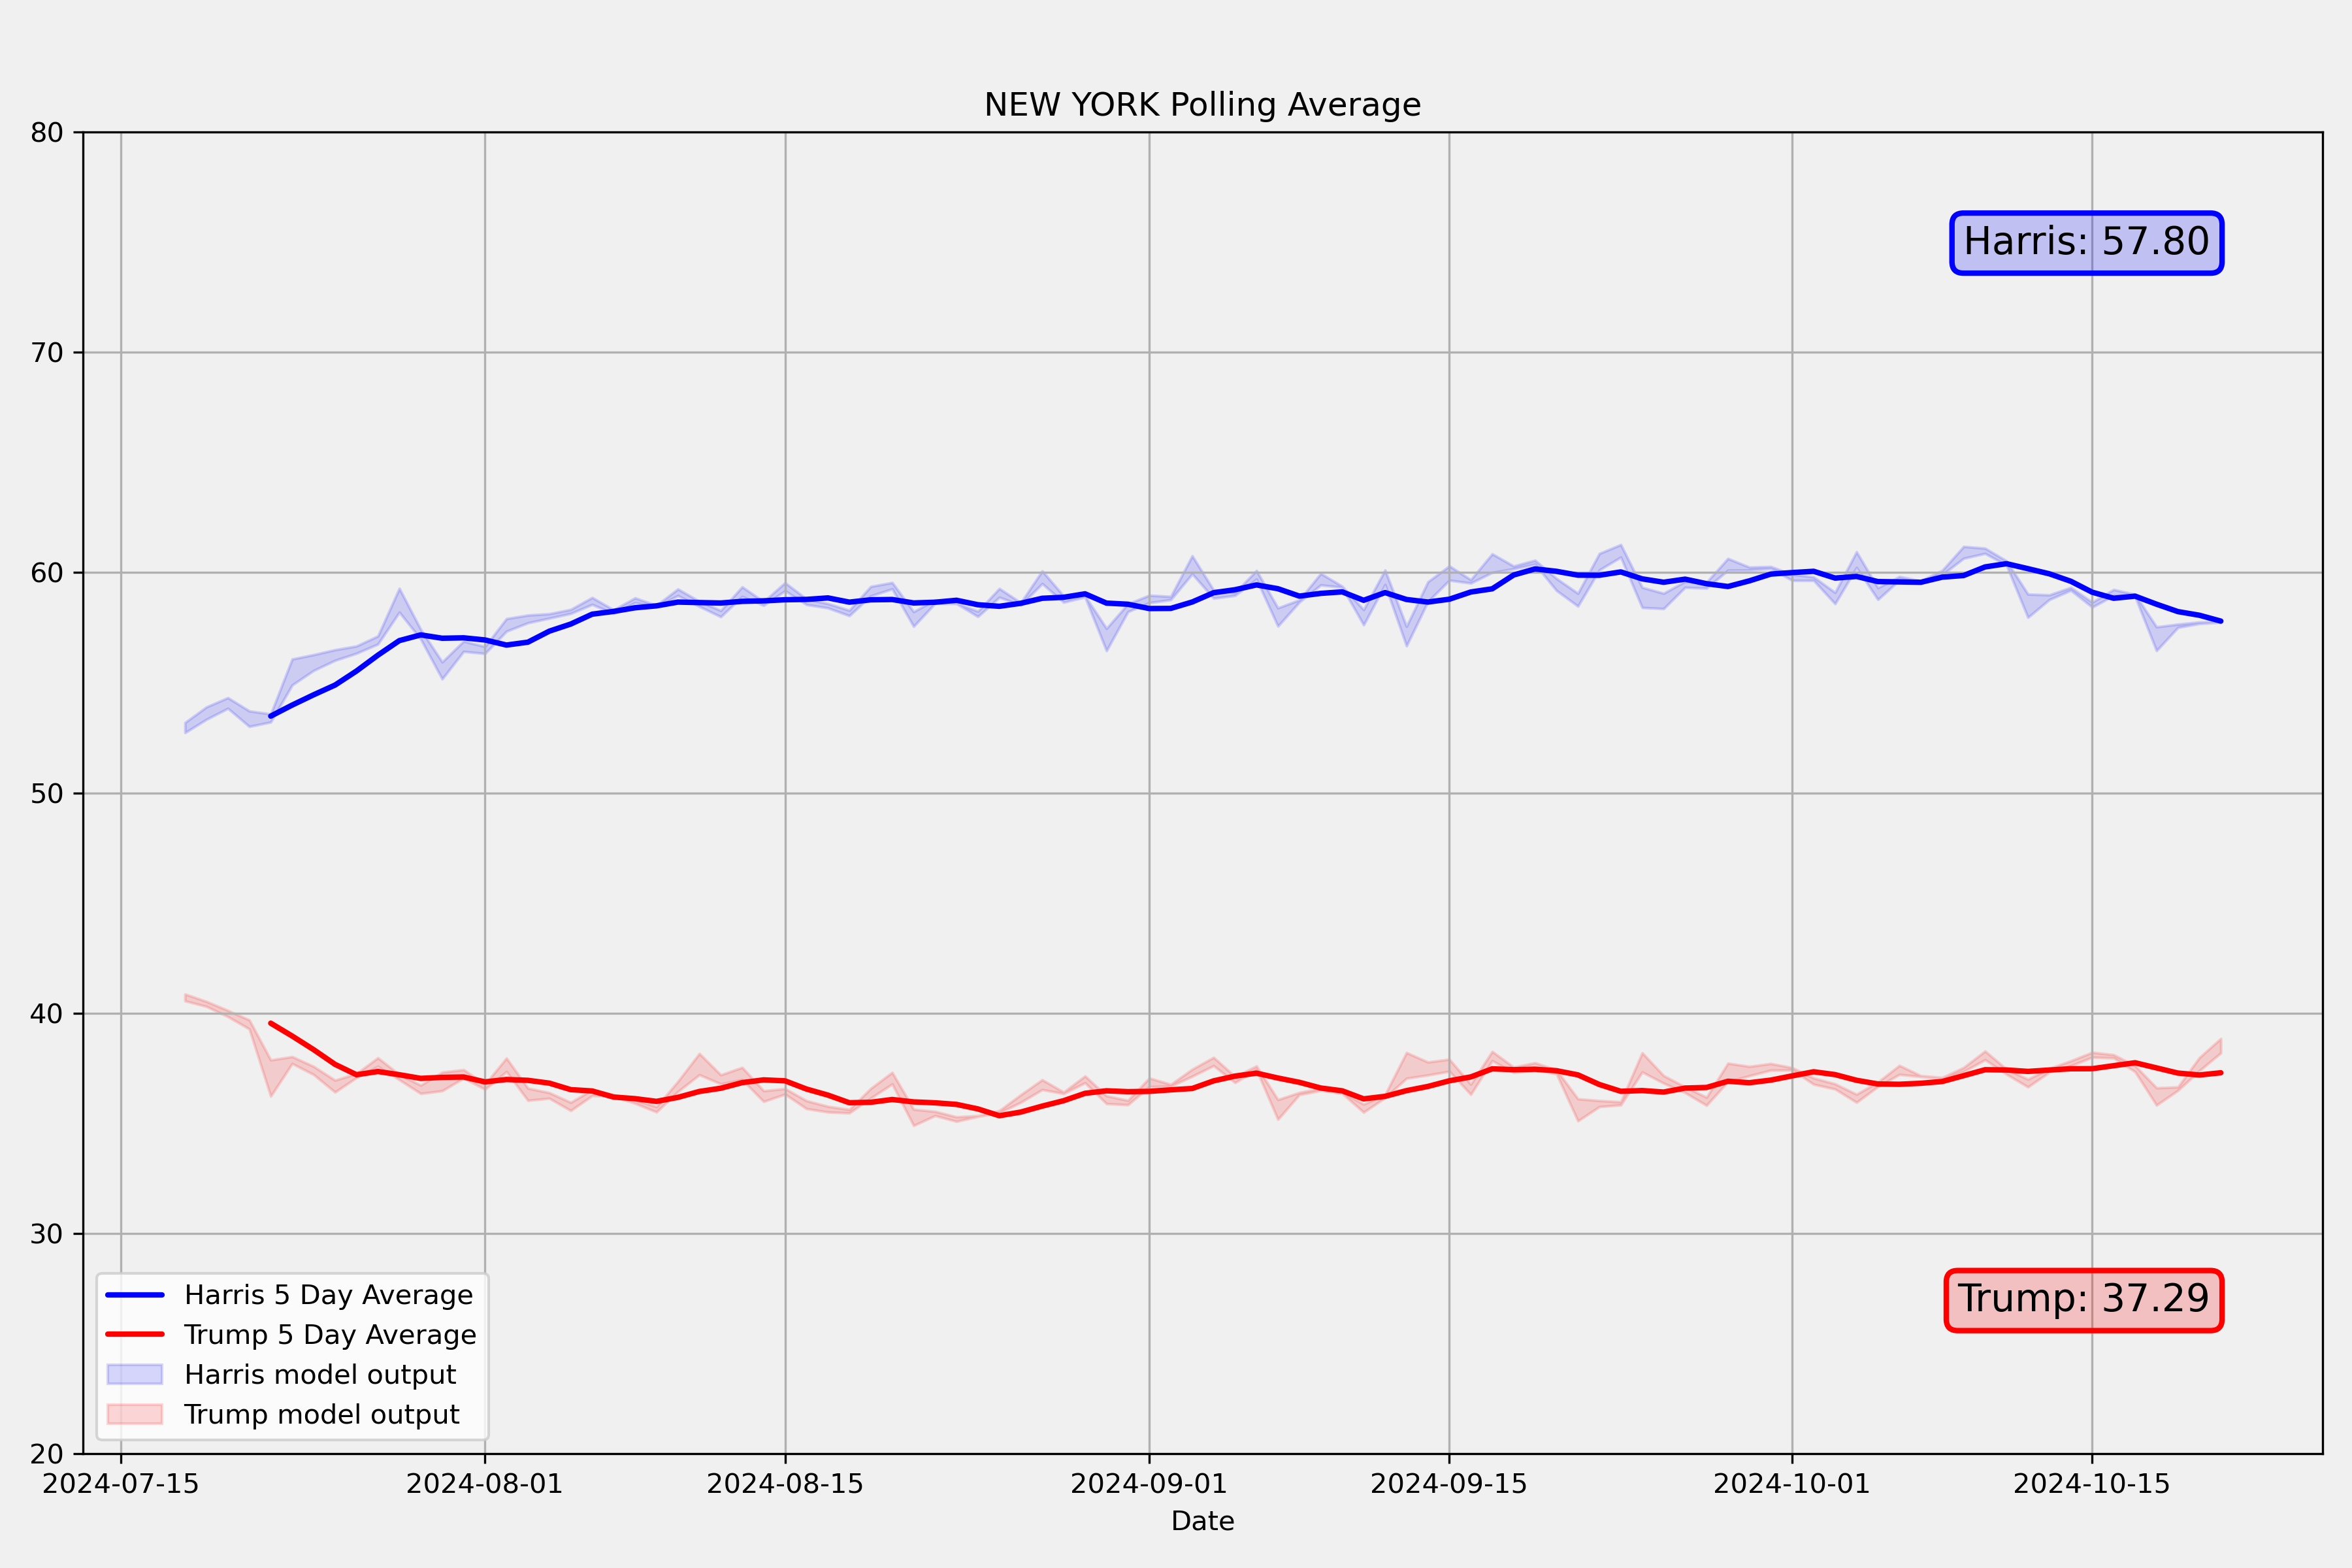 NEW YORK Polling Average
80
70
60
50
40
30
20
Harris: 57.80
Trump: 37.29
Harris 5 Day Average
Trump 5 Day Average
Harris model output
Trump model output
2024-07-15
2024-08-01
2024-08-15
2024-09-01
2024-09-15
2024-10-01
2024-10-15
Date